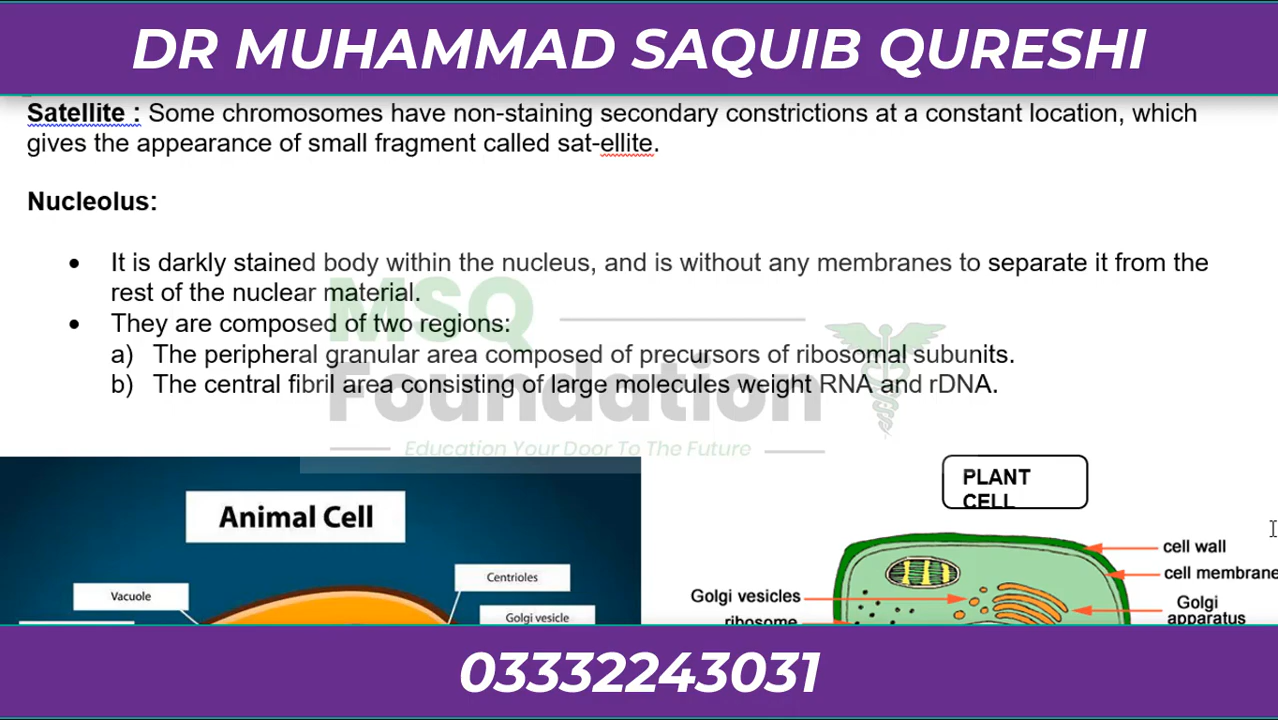 DR MUHAMMAD SAQUIB QURESHI
Satellite : Some chromosomes have non-staining secondary constrictions at a constant location, which
gives the appearance of small fragment called sat-ellite.
Nucleolus:
• It is darkly stained body within the nucleus, and is without any membranes to separate it from the
rest of the nuclear material.
• They are composed of two regions:
a) The peripheral granular area composed of precursors of ribosomal subunits.
b) The central fibril area consisting of large molecules weight RNA and rDNA.
MSQ
Foundation
Education Your Door To The Future
Animal Cell
Centrioles
Vacuole
Golgi vesicle
PLANT
CELL
cell wall
cell membrane
Golgi vesicles
Golgi
apparatus
ribosome
03332243031